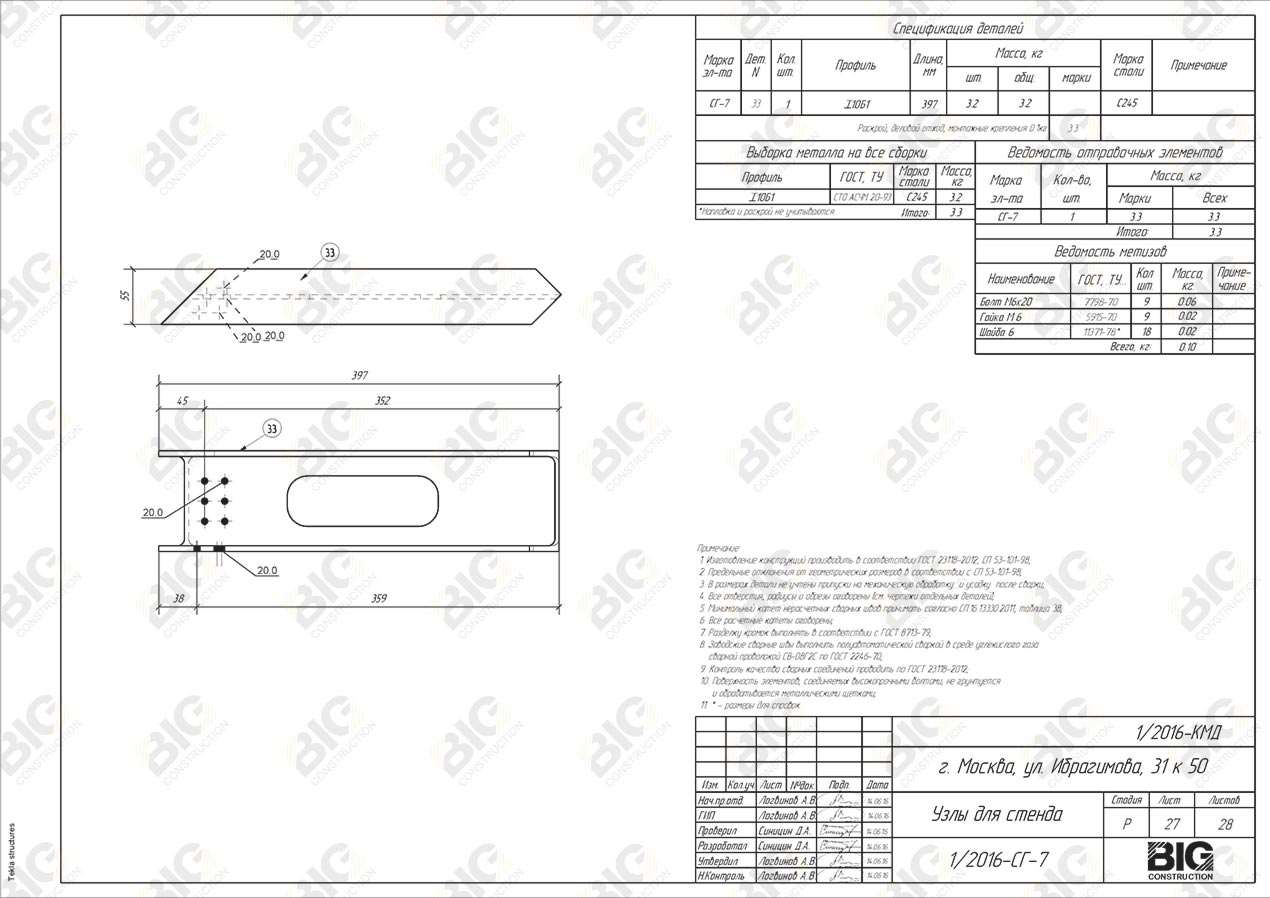 Спецификация деталей
Марка эл-та Дет. N Кол. шт. Профиль Длина, мм Масса, кг Марка стали Примечание
шт. общ. марки
СГ-7 33 1 I10Б1 397 3.2 3.2 С245
Раскрой, деловой отход, монтажные крепления 0.1кг 3.3
Выборка металла на все сборки
Профиль ГОСТ, ТУ Марка стали Масса, кг
I10Б1 СТО АСЧМ 20-93 С245 3.2
*Наплавка и раскрой не учитываются Итого: 3.3
Ведомость отправочных элементов
Марка эл-та Кол-во, шт. Масса, кг
Марки Всех
СГ-7 1 3.3 3.3
Итого: 3.3
Ведомость метизов
Наименование ГОСТ, ТУ... Кол шт. Масса, кг. Приме-чание
Болт М6х20 7798-70 9 0.06
Гайка М 6 5915-70 9 0.02
Шайба 6 11371-78* 18 0.02
Всего, кг: 0.10
20.0
33
55
20.0 20.0
397
45 352
33
20.0
20.0
38 359
Примечание:
1. Изготовление конструкций производить в соответствии ГОСТ 23118-2012, СП 53-101-98;
2. Предельные отклонения от геометрических размеров в соответствии с СП 53-101-98;
3. В размерах детали не учтены припуски на механическую обработку и усадку после сварки;
4. Все отверстия, радиусы и обрезы оговорены (см. чертежи отдельных деталей);
5. Минимальный катет нерасчетных сварных швов принимать согласно СП 16.13330.2011, таблица 38;
6. Все расчетные катеты оговорены;
7. Разделку кромок выполнять в соответствии с ГОСТ 8713-79;
8. Заводские сварные швы выполнить полуавтоматической сваркой в среде углекислого газа
сварной проволокой СВ-08Г2С по ГОСТ 2246-70;
9. Контроль качества сварных соединений проводить по ГОСТ 23118-2012;
10. Поверхность элементов, соединяемых высокопрочными болтами, не грунтуется
и обрабатывается металлическими щетками;
11. * - размеры для справок
1/2016-КМД
г. Москва, ул. Ибрагимова, 31 к 50
Изм. Кол.уч Лист №док. Подп. Дата
Нач.пр.отд. Логвинов А.В. 14.06.16
ГИП Логвинов А.В. 14.06.16
Проверил Синицин Д.А. 14.06.16
Разработал Синицин Д.А. 14.06.16
Утвердил Логвинов А.В. 14.06.16
Н.Контроль Логвинов А.В. 14.06.16
Узлы для стенда
Стадия Лист Листов
Р 27 28
1/2016-СГ-7
BIG
CONSTRUCTION
Tekla structures